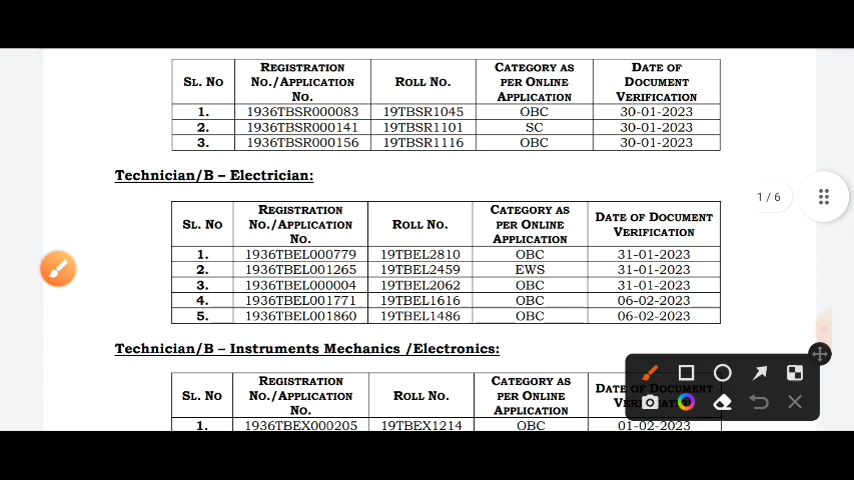 SL. NO REGISTRATION NO./APPLICATION NO. ROLL NO. CATEGORY AS PER ONLINE APPLICATION DATE OF DOCUMENT VERIFICATION
1. 1936TBSR000083 19TBSR1045 OBC 30-01-2023
2. 1936TBSR000141 19TBSR1101 SC 30-01-2023
3. 1936TBSR000156 19TBSR1116 OBC 30-01-2023
Technician/B – Electrician:
1 / 6
SL. NO REGISTRATION NO./APPLICATION NO. ROLL NO. CATEGORY AS PER ONLINE APPLICATION DATE OF DOCUMENT VERIFICATION
1. 1936TBEL000779 19TBEL2810 OBC 31-01-2023
2. 1936TBEL001265 19TBEL2459 EWS 31-01-2023
3. 1936TBEL000004 19TBEL2062 OBC 31-01-2023
4. 1936TBEL001771 19TBEL1616 OBC 06-02-2023
5. 1936TBEL001860 19TBEL1486 OBC 06-02-2023
Technician/B – Instruments Mechanics /Electronics:
SL. NO REGISTRATION NO./APPLICATION NO. ROLL NO. CATEGORY AS PER ONLINE APPLICATION DATE OF DOCUMENT
1. 1936TBEX000205 19TBEX1214 OBC 01-02-2023